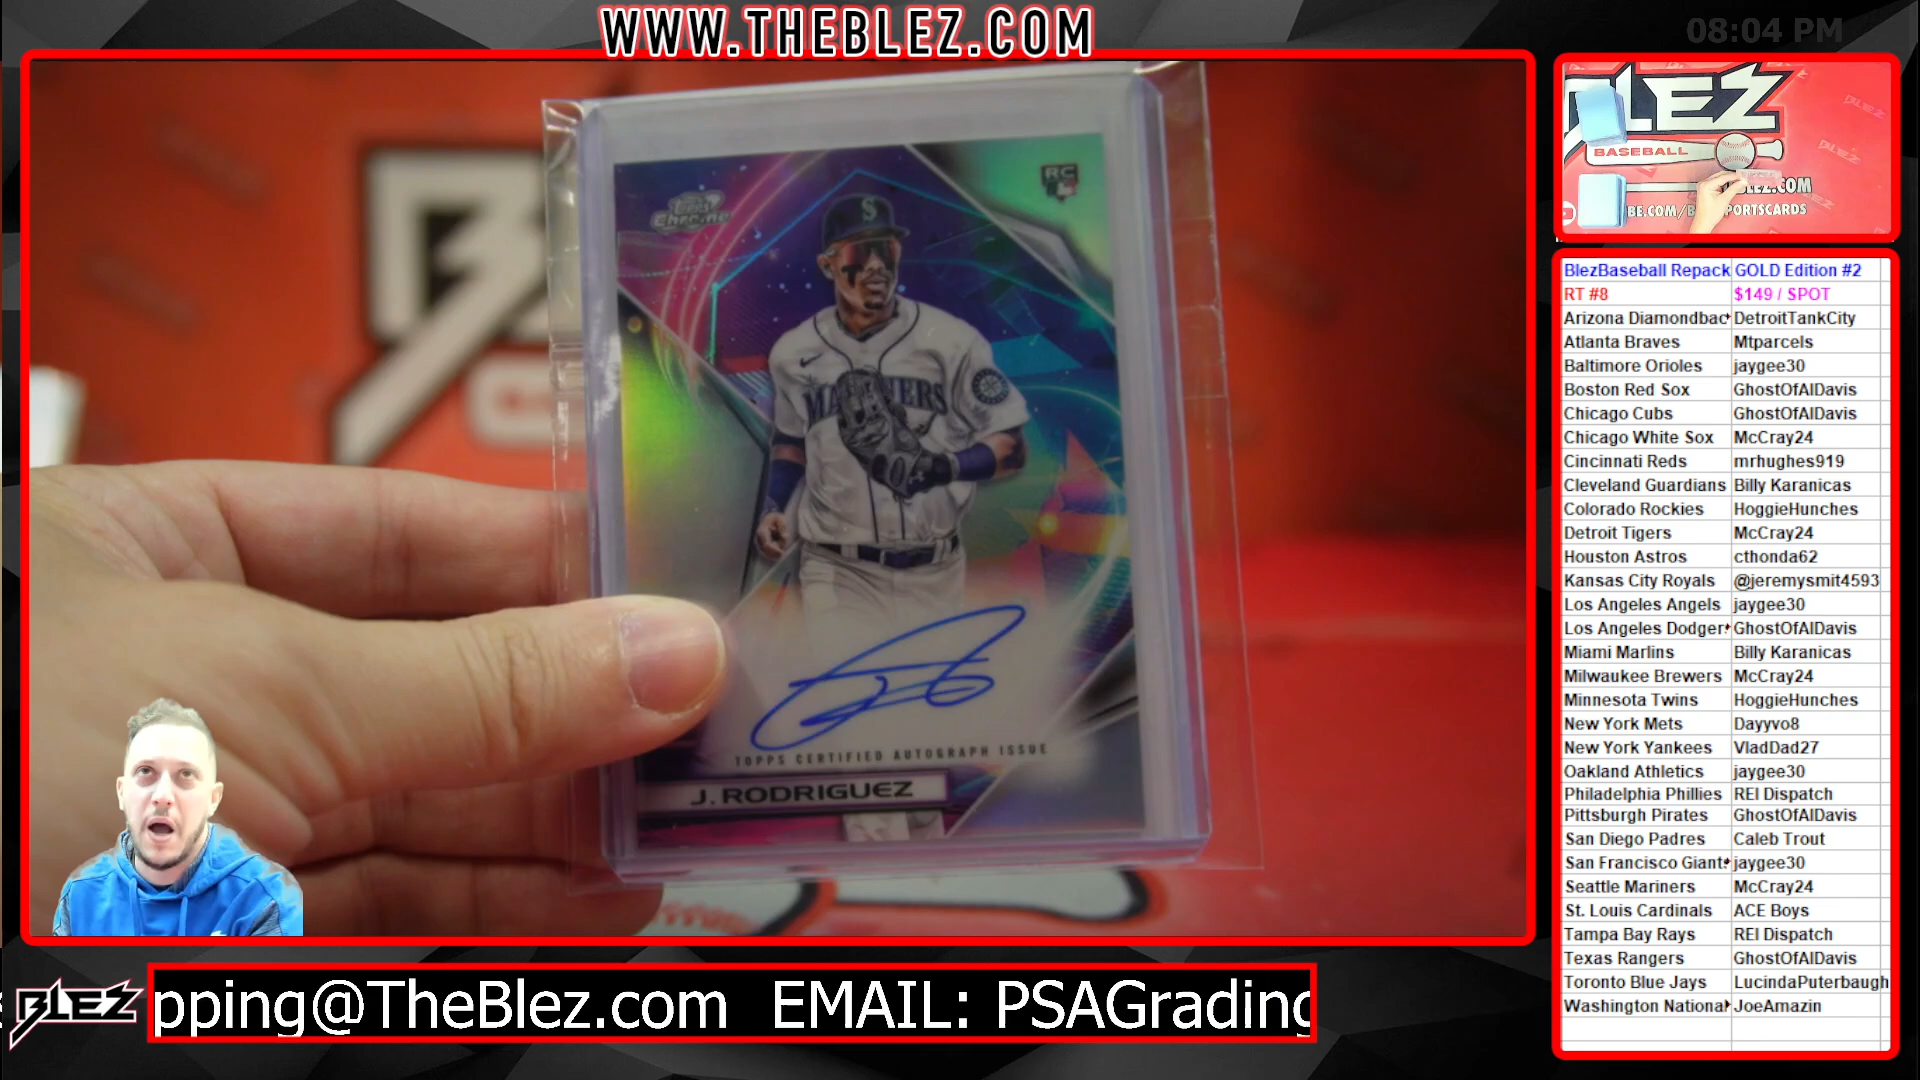 WWW.THEBLEZ.COM
08:04 PM
RC
Topps
Chrome
S
MARINERS
TOPPS CERTIFIED AUTOGRAPH ISSUE
J. RODRIGUEZ
BLEZ
BASEBALL
BlezBaseball Repack GOLD Edition #2
RT #8 $149 / SPOT
Arizona Diamondbac DetroitTankCity
Atlanta Braves Mtparcels
Baltimore Orioles jaygee30
Boston Red Sox GhostOfAlDavis
Chicago Cubs GhostOfAlDavis
Chicago White Sox McCray24
Cincinnati Reds mrhughes919
Cleveland Guardians Billy Karanicas
Colorado Rockies HoggieHunches
Detroit Tigers McCray24
Houston Astros cthonda62
Kansas City Royals @jeremysmit4593
Los Angeles Angels jaygee30
Los Angeles Dodger GhostOfAlDavis
Miami Marlins Billy Karanicas
Milwaukee Brewers McCray24
Minnesota Twins HoggieHunches
New York Mets Dayyvo8
New York Yankees VladDad27
Oakland Athletics jaygee30
Philadelphia Phillies REI Dispatch
Pittsburgh Pirates GhostOfAlDavis
San Diego Padres Caleb Trout
San Francisco Giant jaygee30
Seattle Mariners McCray24
St. Louis Cardinals ACE Boys
Tampa Bay Rays REI Dispatch
Texas Rangers GhostOfAlDavis
Toronto Blue Jays LucindaPuterbaugh
Washington Nationa JoeAmazin
BLEZ
pping@TheBlez.com EMAIL: PSAGrading